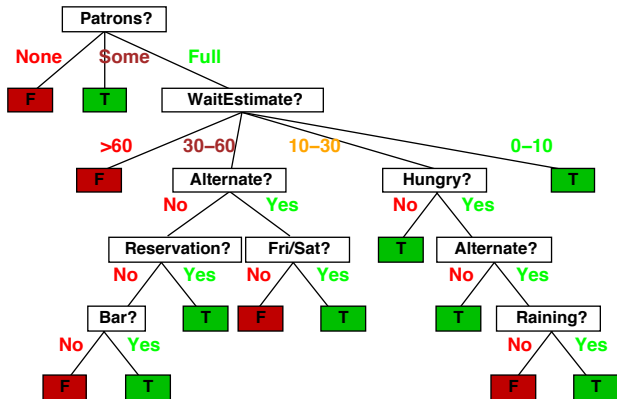 Patrons?
None Some Full
F T WaitEstimate?
>60 30–60 10–30 0–10
F Alternate? Hungry? T
No Yes No Yes
Reservation? Fri/Sat? T Alternate?
No Yes No Yes No Yes
Bar? T F T T Raining?
No Yes No Yes
F T F T